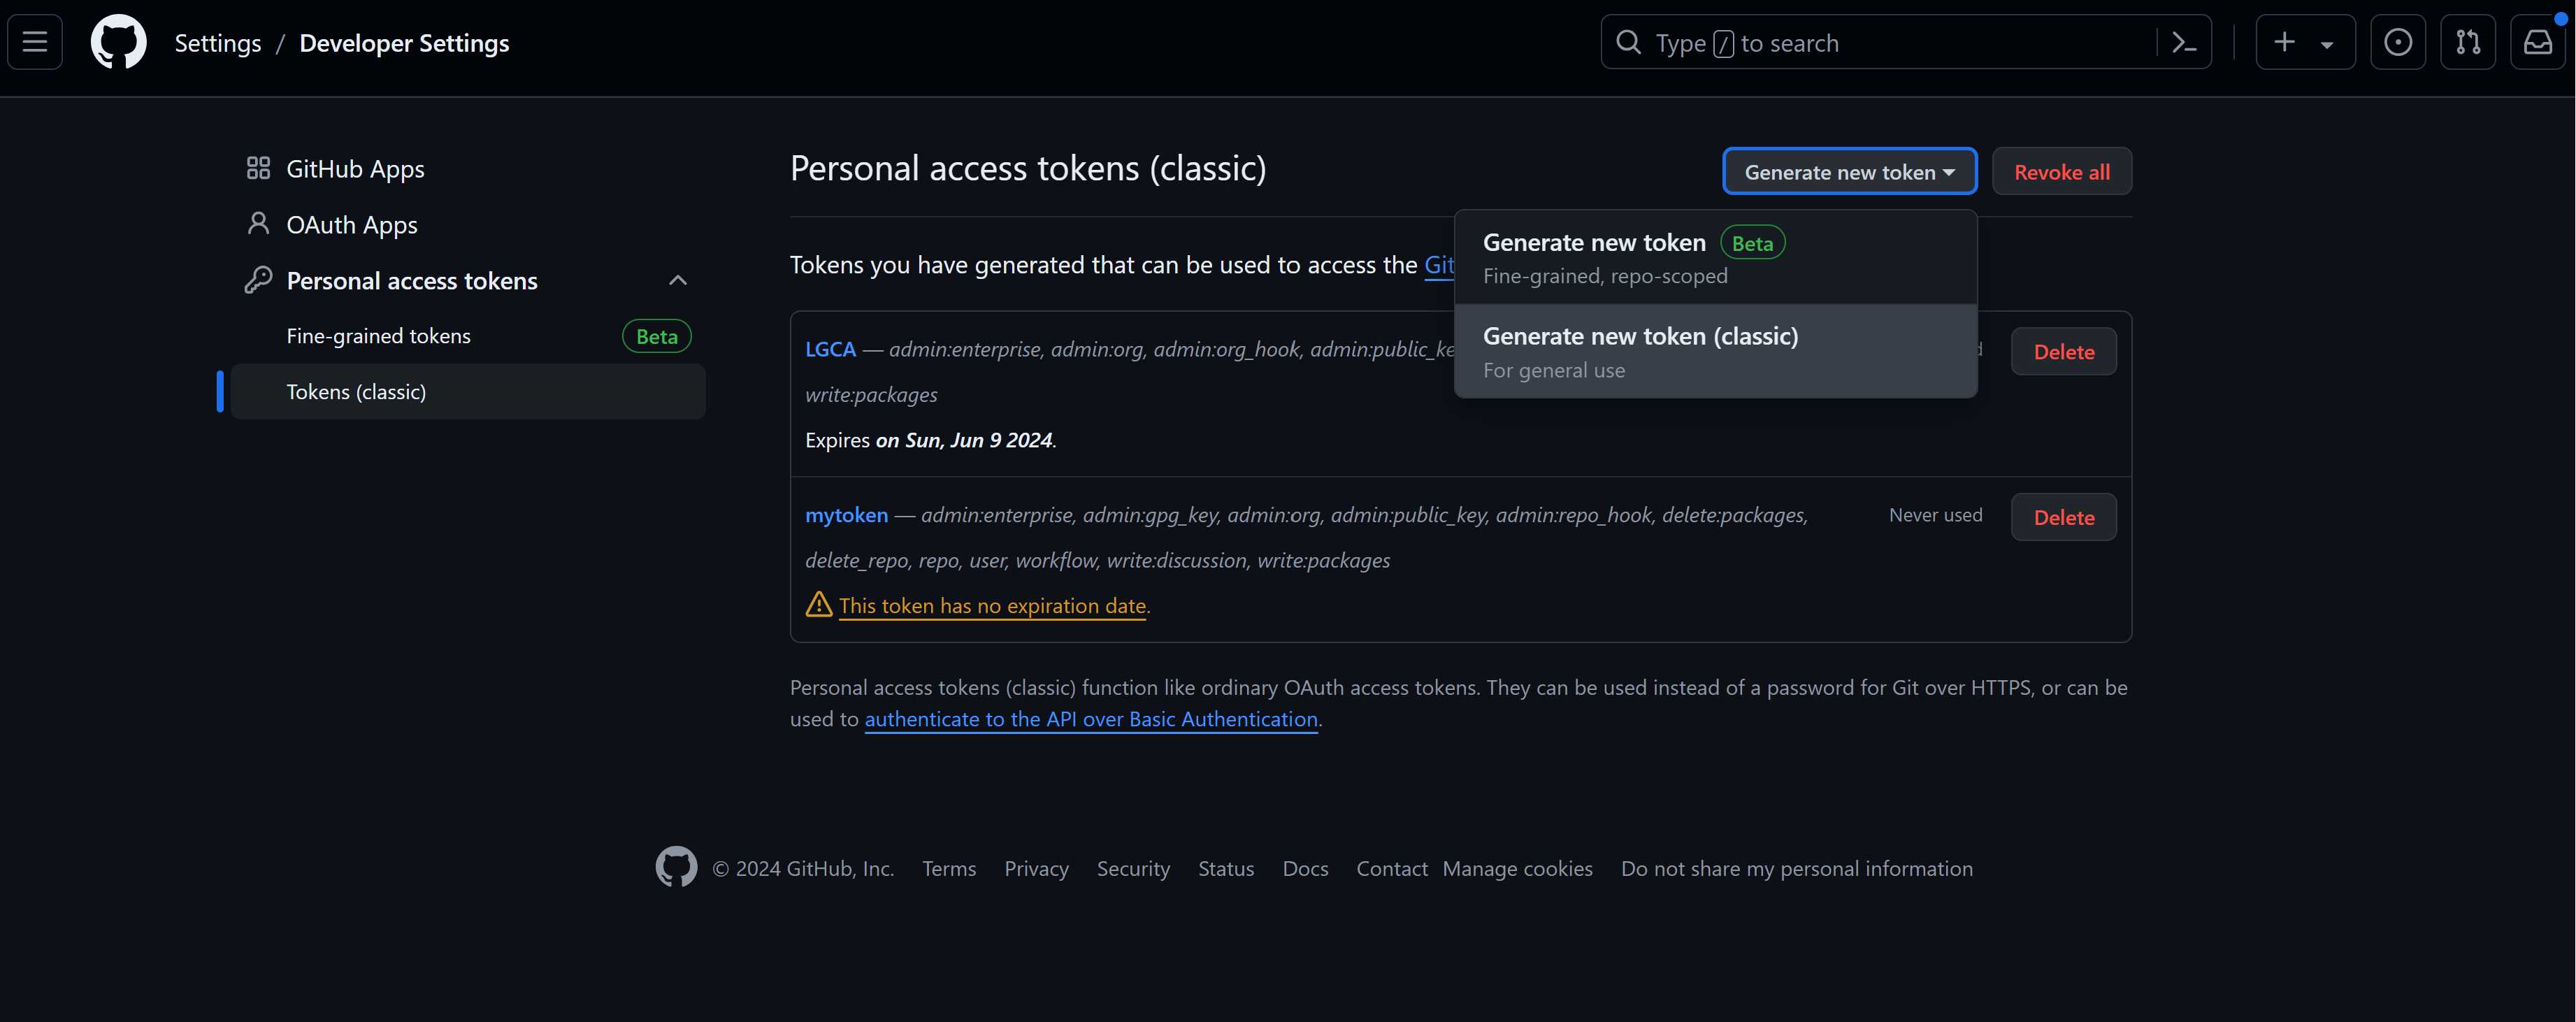 Settings / Developer Settings
Type / to search
GitHub Apps
OAuth Apps
Personal access tokens
Fine-grained tokens Beta
Tokens (classic)
Personal access tokens (classic)
Generate new token
Revoke all
Generate new token Beta
Fine-grained, repo-scoped
Generate new token (classic)
For general use
Tokens you have generated that can be used to access the Git
LGCA — admin:enterprise, admin:org, admin:org_hook, admin:public_ke
write:packages
Expires on Sun, Jun 9 2024.
Delete
mytoken — admin:enterprise, admin:gpg_key, admin:org, admin:public_key, admin:repo_hook, delete:packages,
delete_repo, repo, user, workflow, write:discussion, write:packages
Never used
Delete
This token has no expiration date.
Personal access tokens (classic) function like ordinary OAuth access tokens. They can be used instead of a password for Git over HTTPS, or can be
used to authenticate to the API over Basic Authentication.
© 2024 GitHub, Inc. Terms Privacy Security Status Docs Contact Manage cookies Do not share my personal information